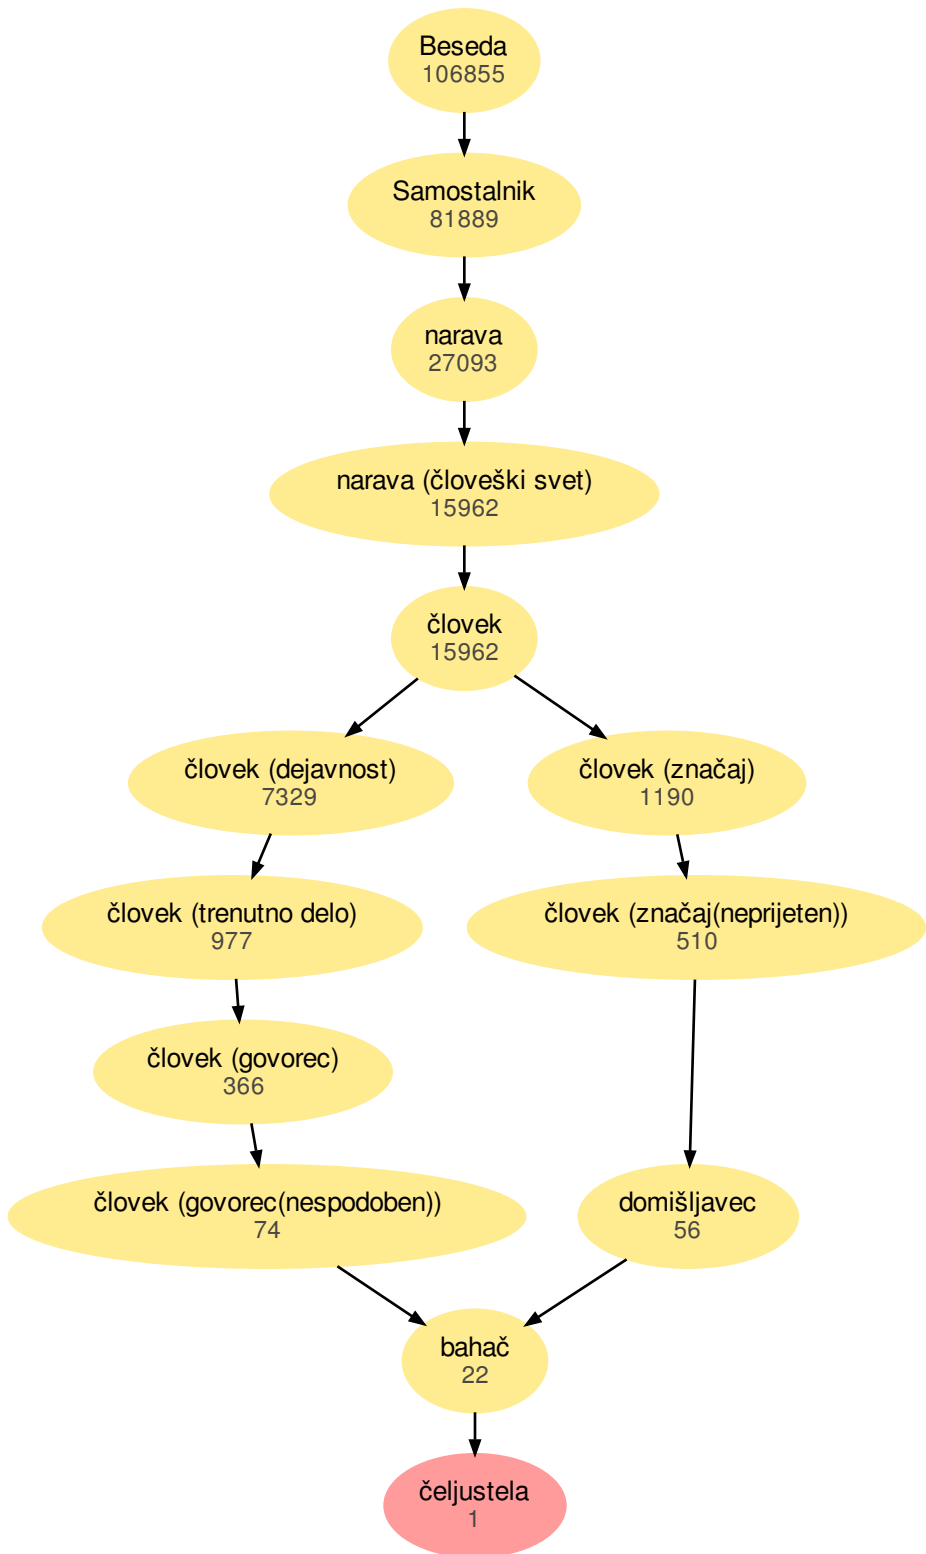 Beseda
106855
Samostalnik
81889
narava
27093
narava (človeški svet)
15962
človek
15962
človek (dejavnost)
7329
človek (značaj)
1190
človek (trenutno delo)
977
človek (značaj(neprijeten))
510
človek (govorec)
366
človek (govorec(nespodoben))
74
domišljavec
56
bahač
22
čeljustela
1